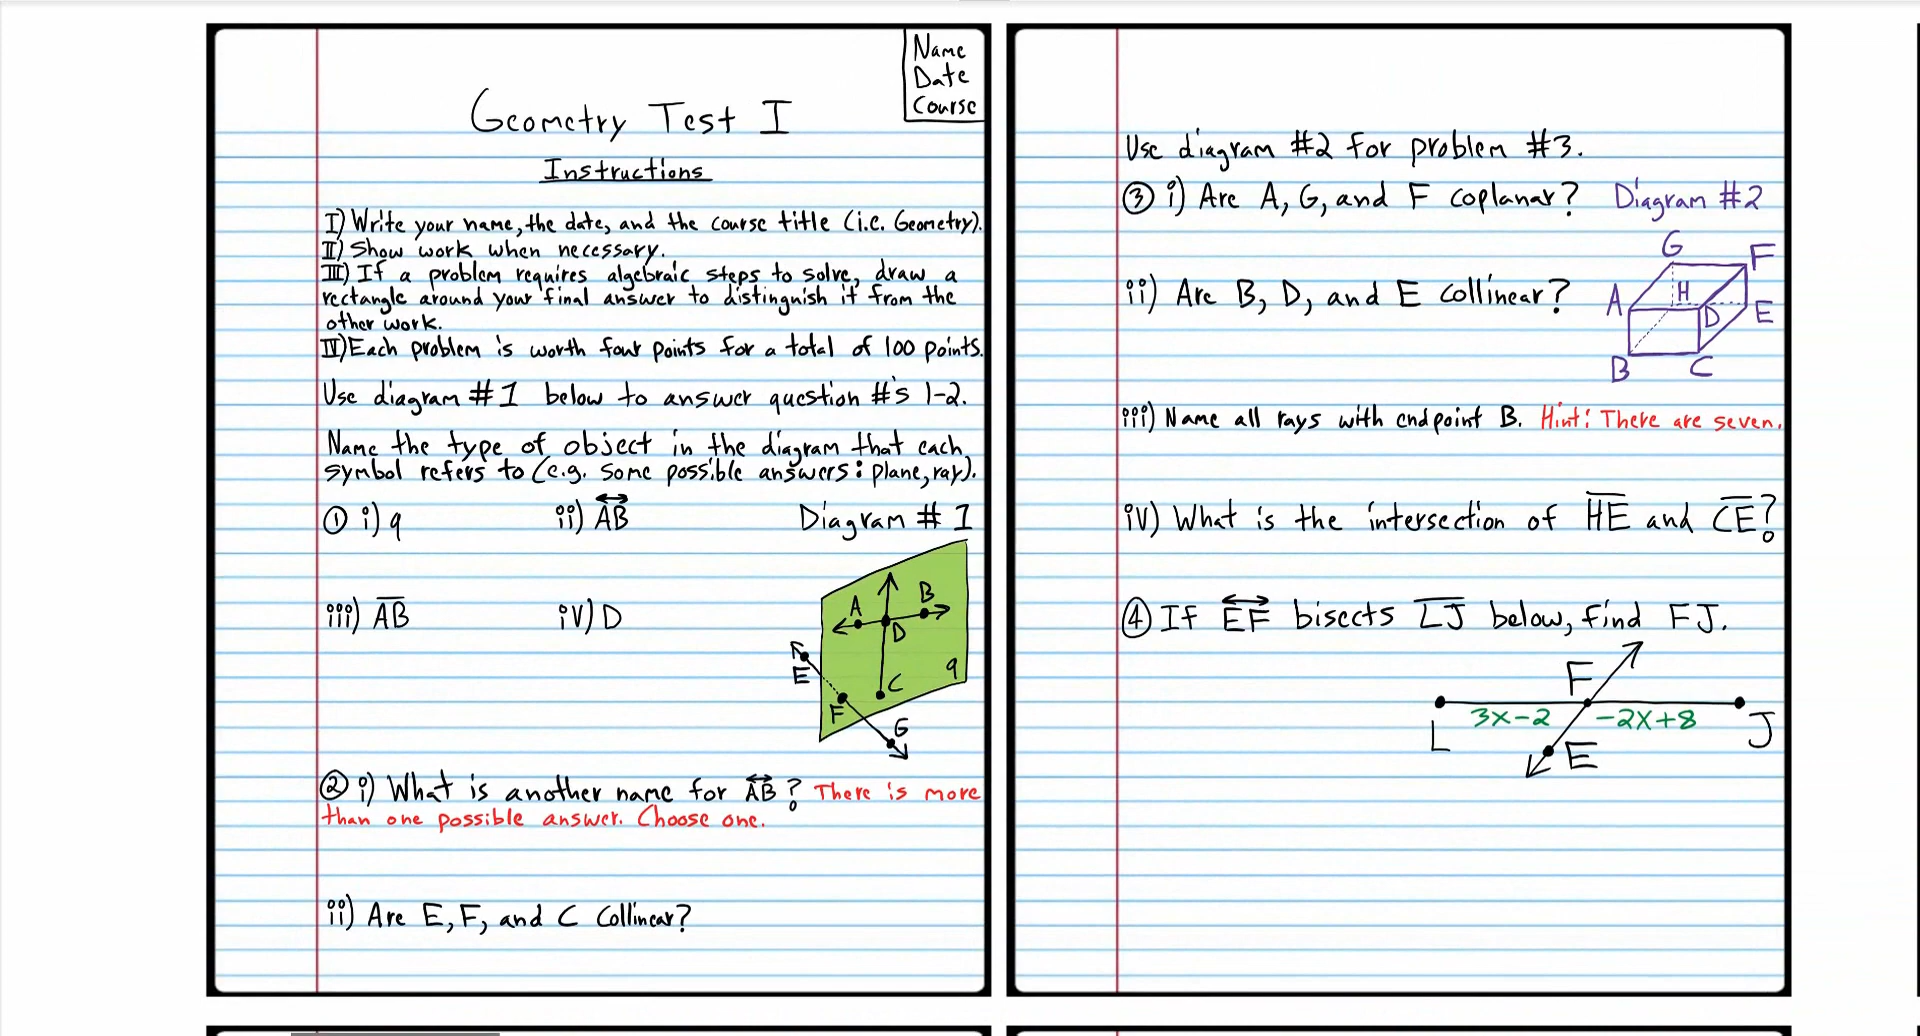 Name
Date
Course
Geometry Test I
Instructions
I) Write your name, the date, and the course title (i.e. Geometry).
II) Show work when necessary.
III) If a problem requires algebraic steps to solve, draw a
rectangle around your final answer to distinguish it from the
other work.
IV) Each problem is worth four points for a total of 100 points.
Use diagram #1 below to answer question #'s 1-2.
Name the type of object in the diagram that each
symbol refers to (e.g. some possible answers: plane, ray).
① i) q ii) \overleftrightarrow{AB} Diagram #1
iii) \overline{AB} iv) D
A
B
D
E
q
C
F
G
② i) What is another name for \overleftrightarrow{AB}? There is more
than one possible answer. Choose one.
ii) Are E, F, and C Collinear?
Use diagram #2 for problem #3.
③ i) Are A, G, and F coplanar? Diagram #2
G
F
ii) Are B, D, and E Collinear?
A
H
D
E
B
C
iii) Name all rays with endpoint B. Hint: There are seven.
iv) What is the intersection of \overline{HE} and \overline{CE}?
④ If \overleftrightarrow{EF} bisects \overline{LJ} below, find FJ.
F
3x-2 -2x+8
L
J
E